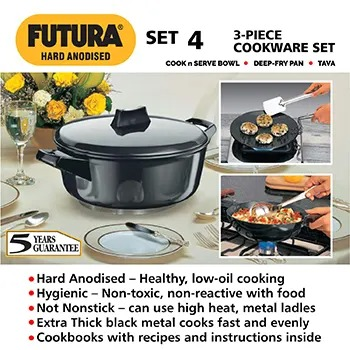 FUTURA®
HARD ANODISED
SET 4
3-PIECE
COOKWARE SET
COOK n SERVE BOWL • DEEP-FRY PAN • TAVA
5 YEARS
GUARANTEE
• Hard Anodised – Healthy, low-oil cooking
• Hygienic – Non-toxic, non-reactive with food
• Not Nonstick – can use high heat, metal ladles
• Extra Thick black metal cooks fast and evenly
• Cookbooks with recipes and instructions inside